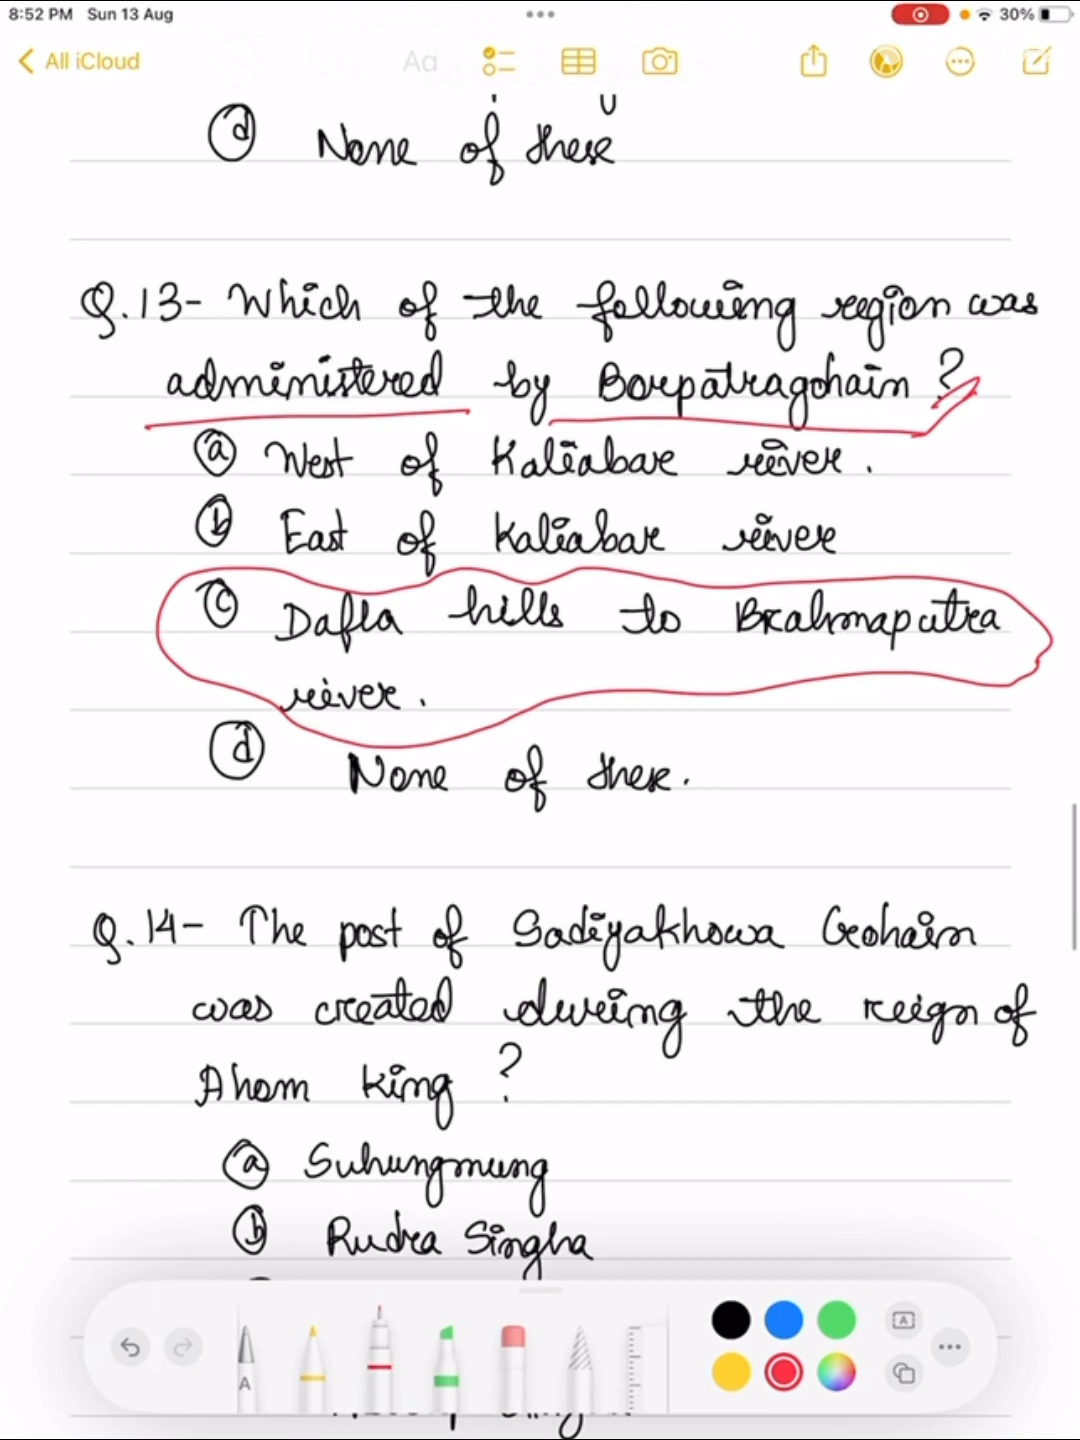 8:52 PM Sun 13 Aug
30%
All iCloud
Aa
d None of these
Q.13- Which of the following region was
administered by Borpatragohain ?
a West of Kaliabar river.
b East of Kaliabar river
c Dafla hills to Brahmaputra
river.
d None of these.
Q.14- The post of Sadiyakhowa Gohain
was created during the reign of
Ahom King ?
a Suhungmung
b Rudra Singha
A
A